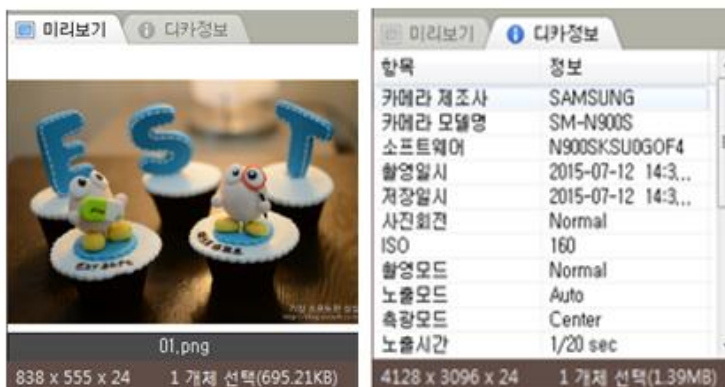 미리보기 디카정보
E S T
01.png
838 x 555 x 24 1 개체 선택(695.21KB)
미리보기 디카정보
항목 정보
카메라 제조사 SAMSUNG
카메라 모델명 SM-N900S
소프트웨어 N900SKSU0GOF4
촬영일시 2015-07-12 14:3...
저장일시 2015-07-12 14:3...
사진회전 Normal
ISO 160
촬영모드 Normal
노출모드 Auto
측광모드 Center
노출시간 1/20 sec
4128 x 3096 x 24 1 개체 선택(1.39MB)